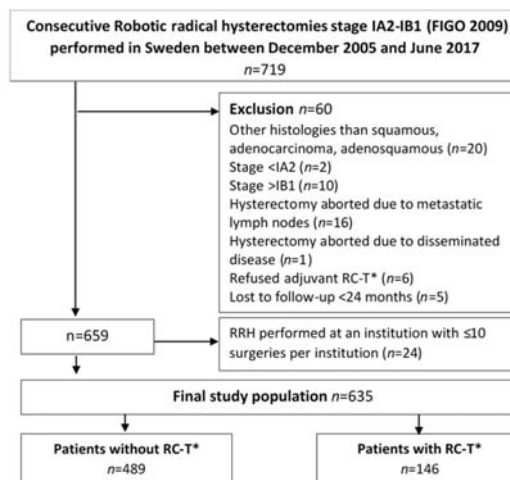 Consecutive Robotic radical hysterectomies stage IA2-IB1 (FIGO 2009)
performed in Sweden between December 2005 and June 2017
n=719
Exclusion n=60
Other histologies than squamous,
adenocarcinoma, adenosquamous (n=20)
Stage <IA2 (n=2)
Stage >IB1 (n=10)
Hysterectomy aborted due to metastatic
lymph nodes (n=16)
Hysterectomy aborted due to disseminated
disease (n=1)
Refused adjuvant RC-T* (n=6)
Lost to follow-up <24 months (n=5)
n=659
RRH performed at an institution with ≤10
surgeries per institution (n=24)
Final study population n=635
Patients without RC-T*
n=489
Patients with RC-T*
n=146